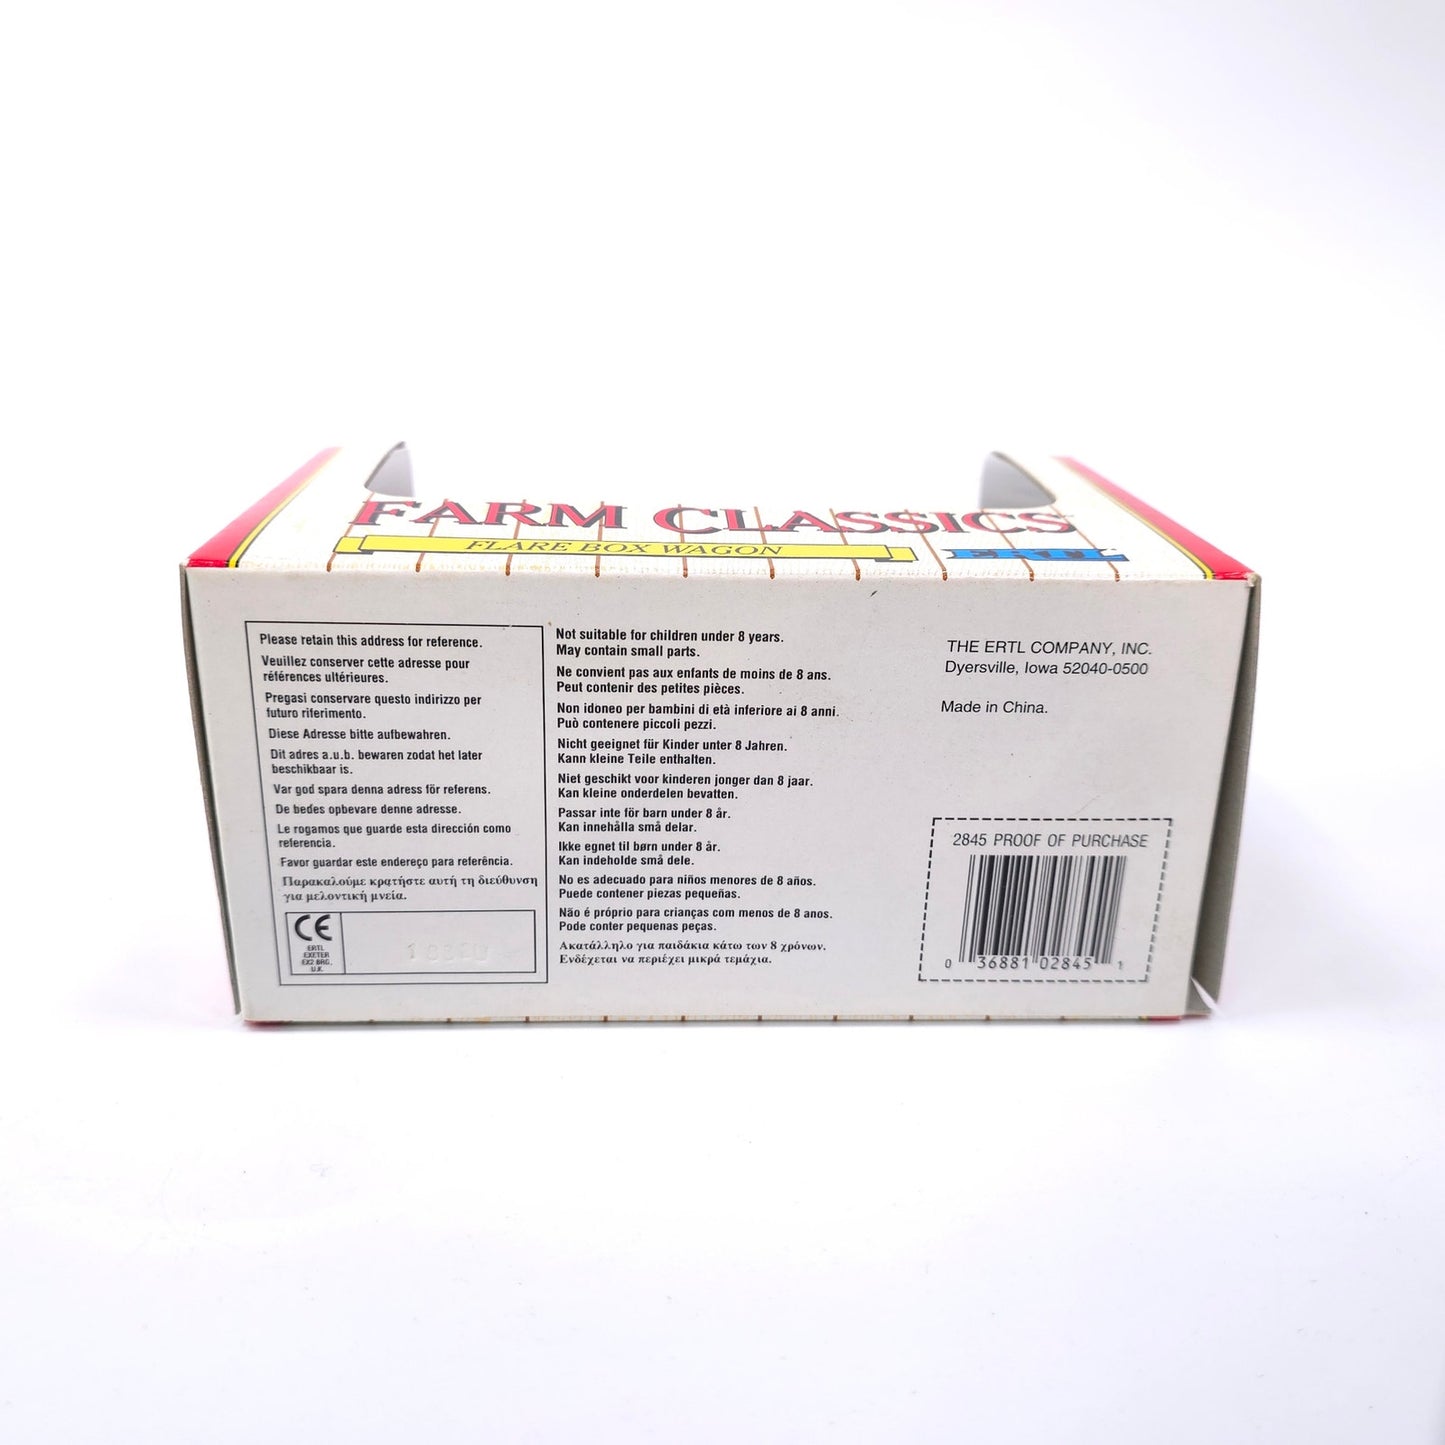 FARM CLASSICS
FLARE BOX WAGON
ERTL
Please retain this address for reference.
Veuillez conserver cette adresse pour
références ultérieures.
Pregasi conservare questo indirizzo per
futuro riferimento.
Diese Adresse bitte aufbewahren.
Dit adres a.u.b. bewaren zodat het later
beschikbaar is.
Var god spara denna adress för referens.
De bedes opbevare denne adresse.
Le rogamos que guarde esta dirección como
referencia.
Favor guardar este endereço para referência.
Παρακαλούμε κρατήστε αυτή τη διεύθυνση
για μελοντική μνεία.
CE
ERTL
EXETER
EX2 8RG,
U.K.
Not suitable for children under 8 years.
May contain small parts.
Ne convient pas aux enfants de moins de 8 ans.
Peut contenir des petites pièces.
Non idoneo per bambini di età inferiore ai 8 anni.
Può contenere piccoli pezzi.
Nicht geeignet für Kinder unter 8 Jahren.
Kann kleine Teile enthalten.
Niet geschikt voor kinderen jonger dan 8 jaar.
Kan kleine onderdelen bevatten.
Passar inte för barn under 8 år.
Kan innehålla små delar.
Ikke egnet til børn under 8 år.
Kan indeholde små dele.
No es adecuado para niños menores de 8 años.
Puede contener piezas pequeñas.
Não é próprio para crianças com menos de 8 anos.
Pode conter pequenas peças.
Ακατάλληλο για παιδάκια κάτω των 8 χρόνων.
Ενδέχεται να περιέχει μικρά τεμάχια.
THE ERTL COMPANY, INC.
Dyersville, Iowa 52040-0500
Made in China.
2845 PROOF OF PURCHASE
0 36881 02845 1